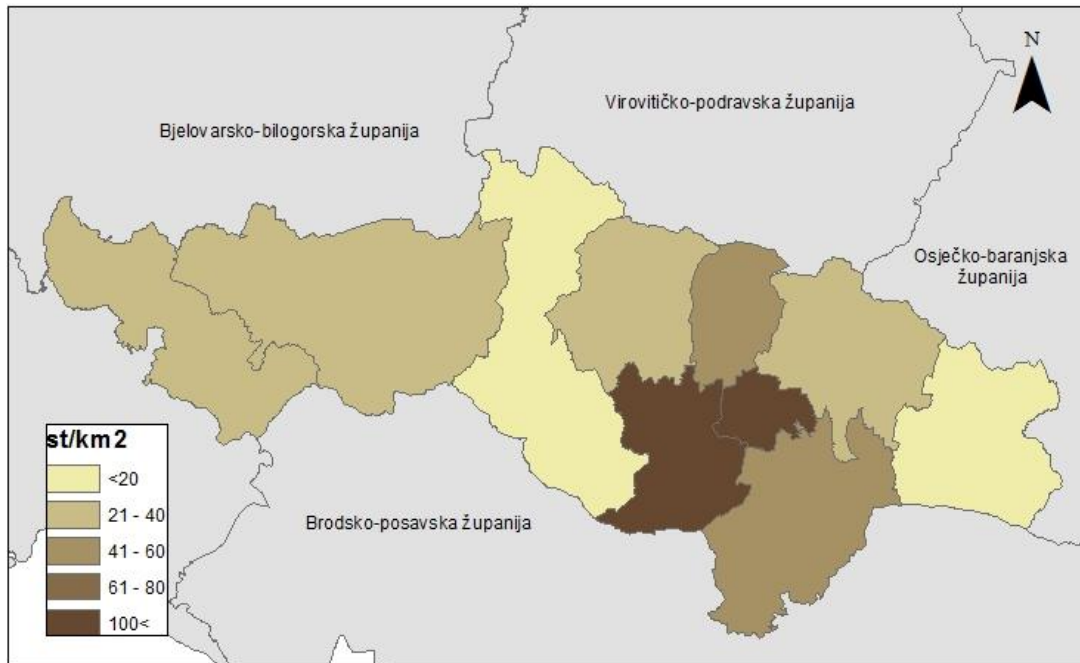 N
Virovitičko-podravska županija
Bjelovarsko-bilogorska županija
Osječko-baranjska
županija
st/km2
<20
21 - 40
41 - 60
61 - 80
100<
Brodsko-posavska županija